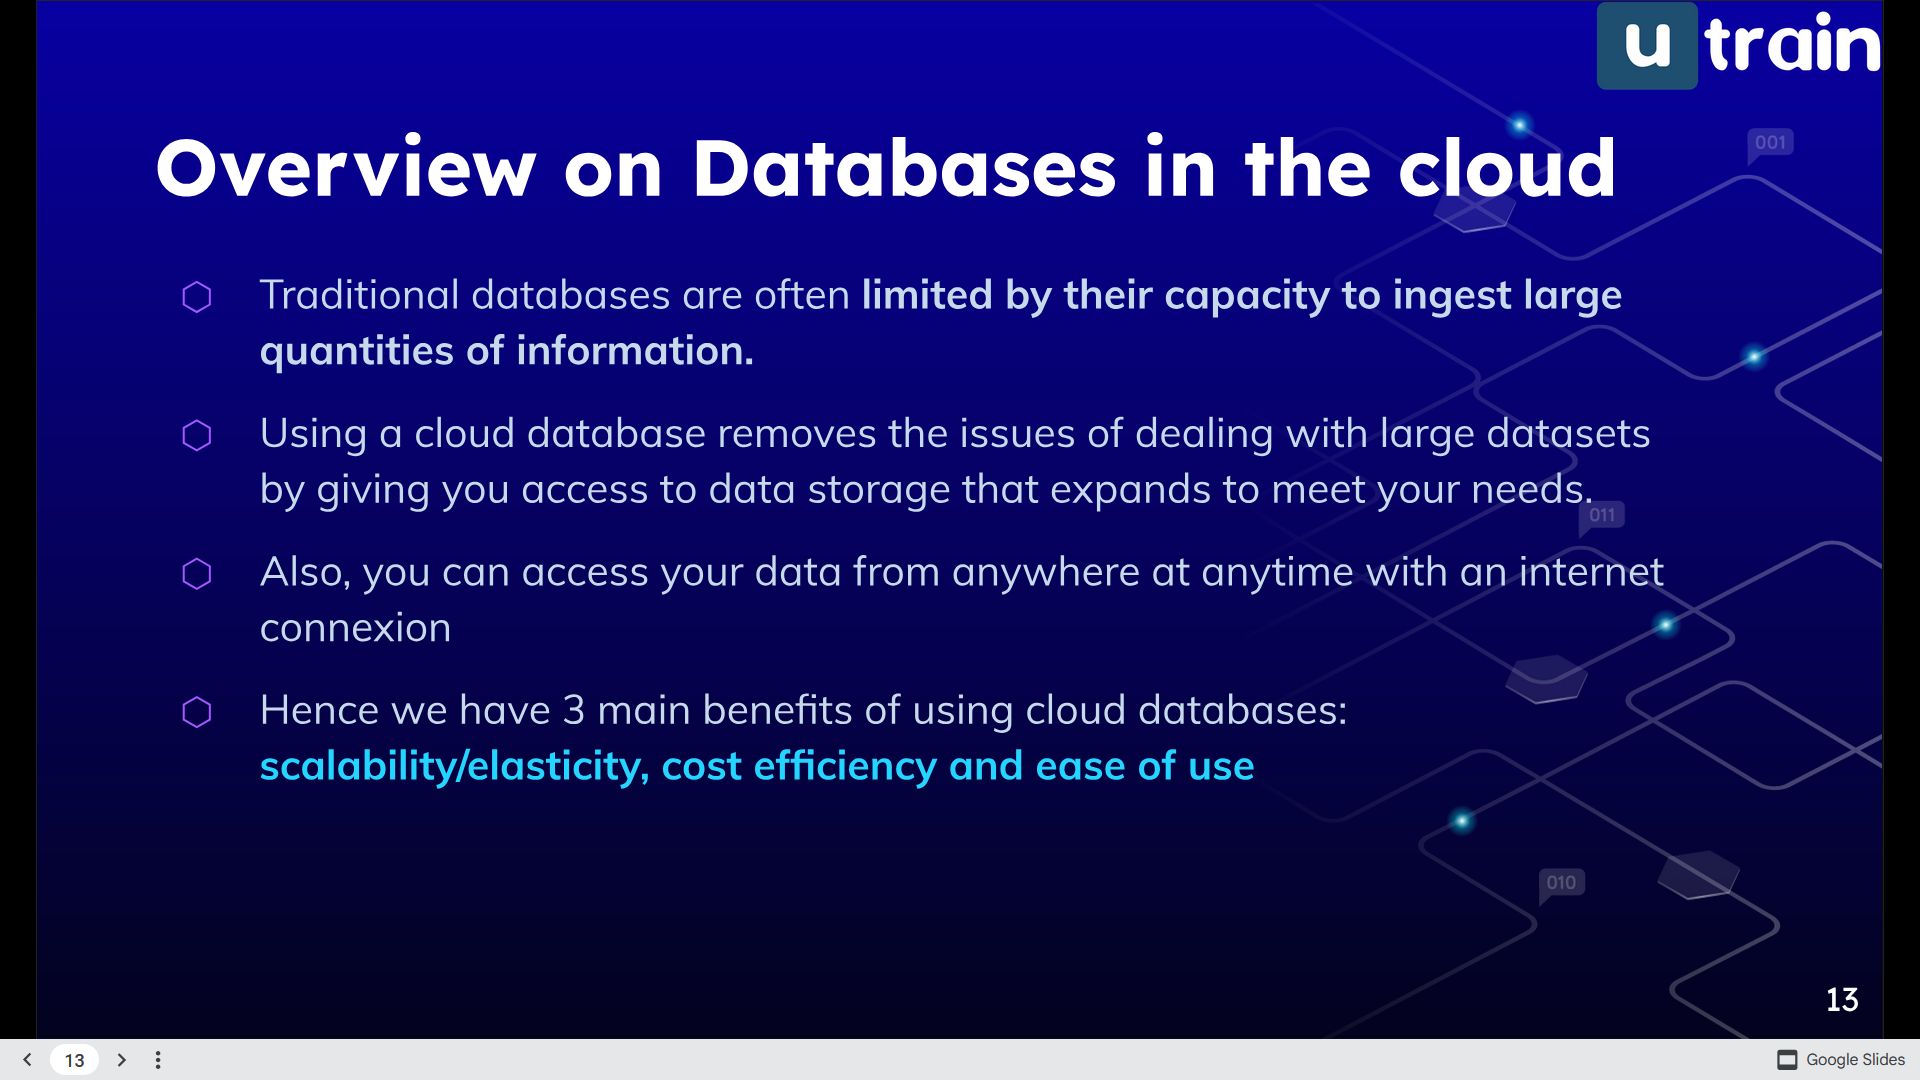 u train
Overview on Databases in the cloud
001
Traditional databases are often limited by their capacity to ingest large
quantities of information.
Using a cloud database removes the issues of dealing with large datasets
by giving you access to data storage that expands to meet your needs.
011
Also, you can access your data from anywhere at anytime with an internet
connexion
Hence we have 3 main benefits of using cloud databases:
scalability/elasticity, cost efficiency and ease of use
010
13
13
Google Slides